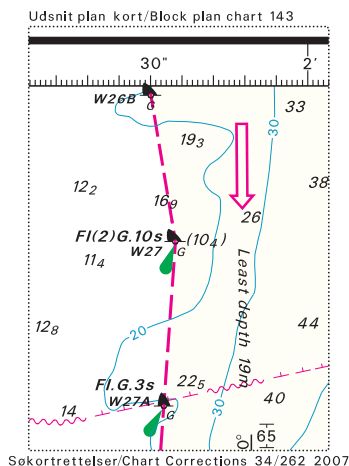 Udsnit plan kort/Block plan chart 143
30" 2'
W26B
G
33
19₃
30
12₂
16₉
38
26
Fl(2)G.10s (10₄)
W27 G
11₄
Least depth 19m
12₈
20
44
Fl.G.3s 22₅
W27A
G
40
14
30
65
Søkortrettelser/Chart Corrections 34/262 2007